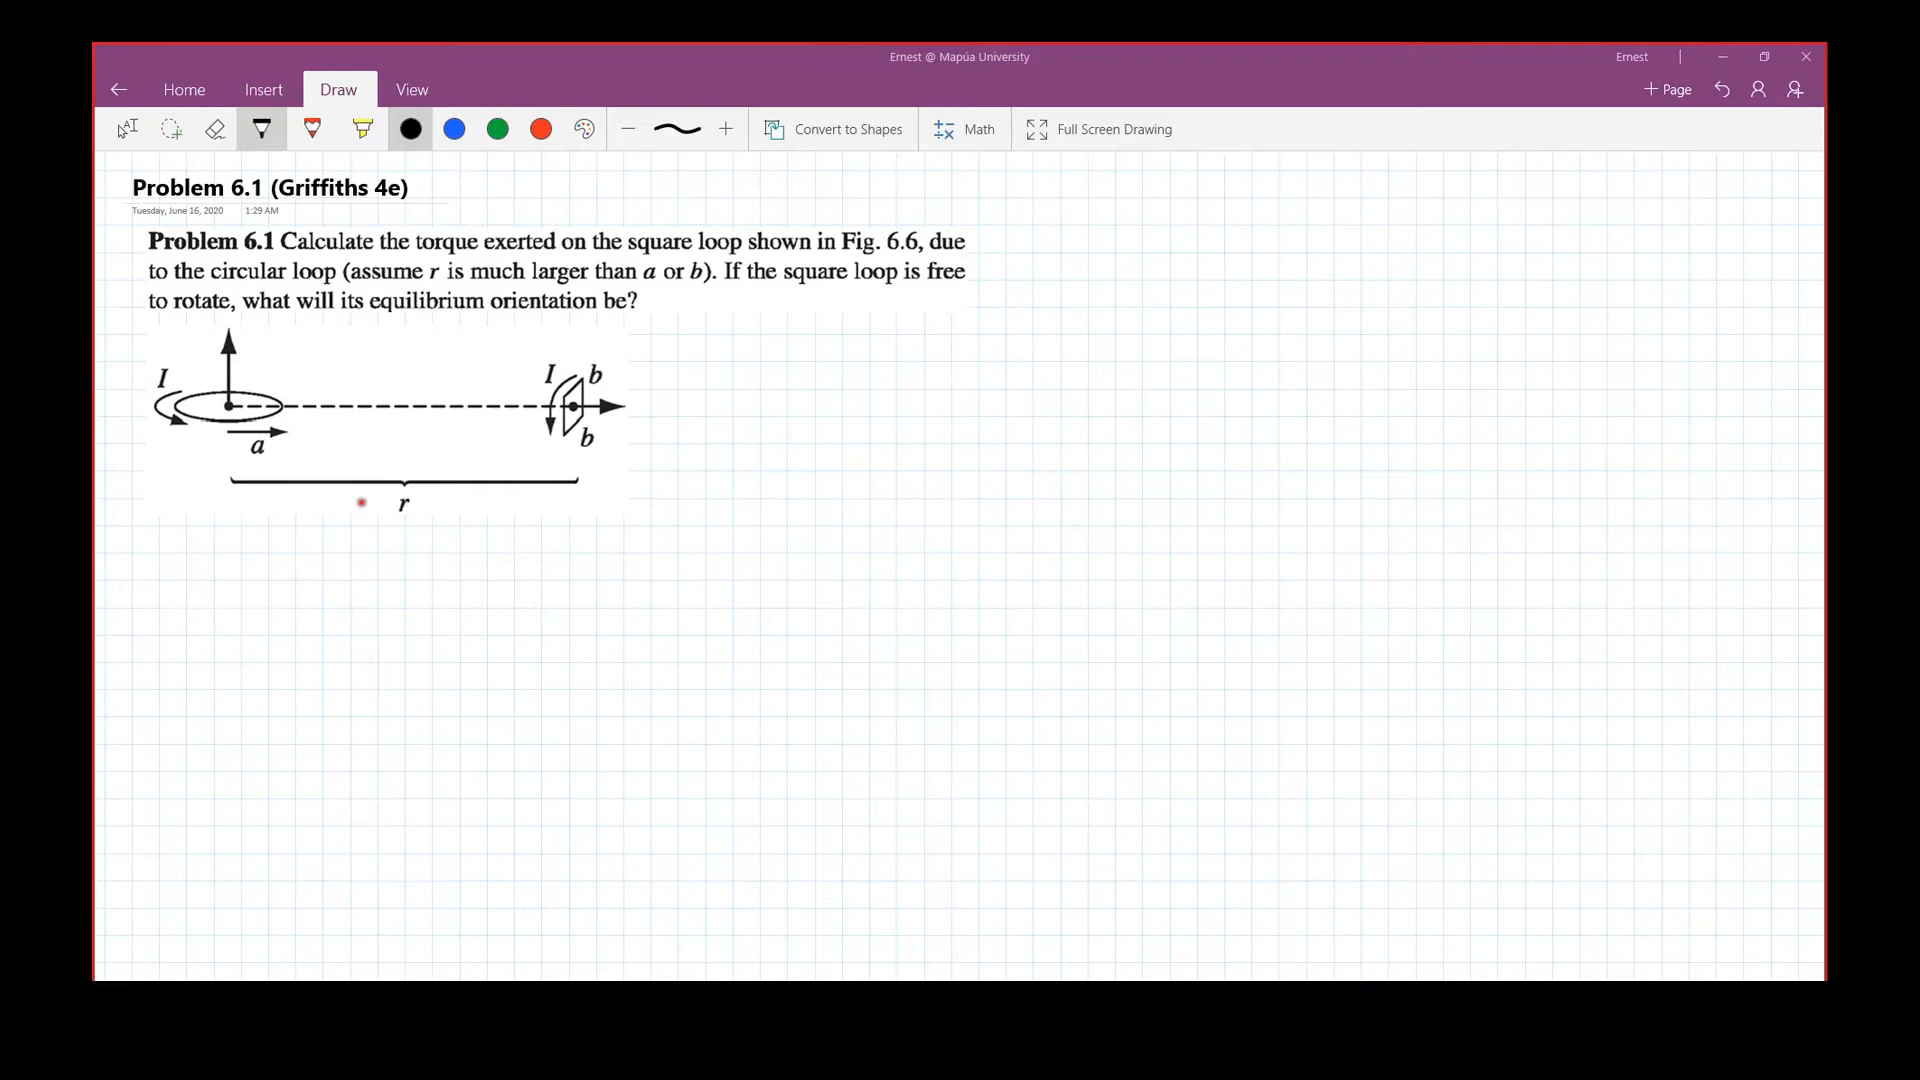 Ernest @ Mapúa University
Ernest
Home Insert Draw View
Page
Convert to Shapes Math Full Screen Drawing
Problem 6.1 (Griffiths 4e)
Tuesday, June 16, 2020 1:29 AM
Problem 6.1 Calculate the torque exerted on the square loop shown in Fig. 6.6, due
to the circular loop (assume r is much larger than a or b). If the square loop is free
to rotate, what will its equilibrium orientation be?
I I b
a b
r